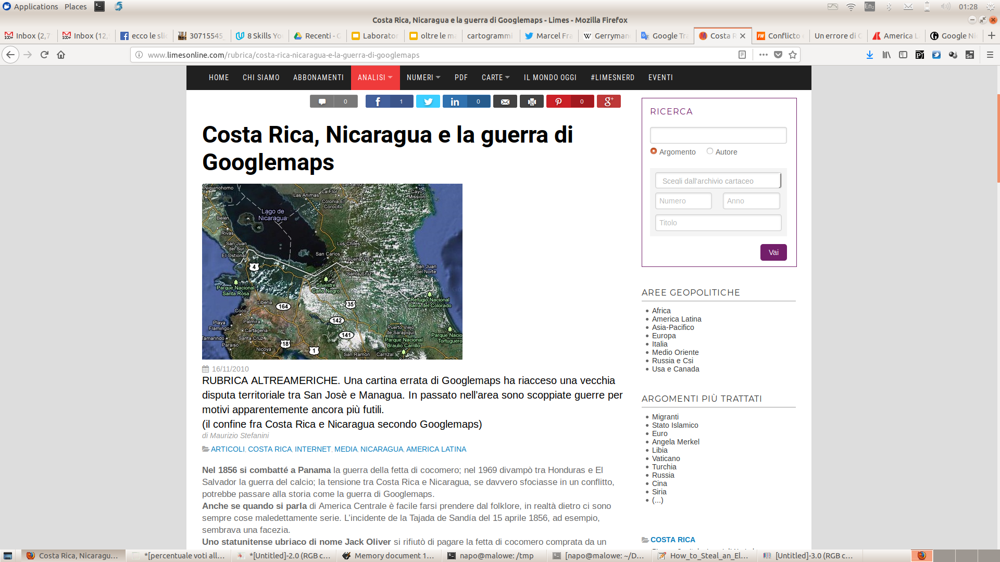 Applications Places
En2 01:28
Costa Rica, Nicaragua e la guerra di Googlemaps - Limes - Mozilla Firefox
Inbox (2,7
Inbox (12,
ecco le sli
30715545
8 Skills Yo
Recenti - G
Laborator
oltre le ma
cartogrammi
Marcel Fra
Gerryman
Google Tra
Costa R
Conflitto
Un errore di G
America L
Google Ni
www.limesonline.com/rubrica/costa-rica-nicaragua-e-la-guerra-di-googlemaps
HOME CHI SIAMO ABBONAMENTI ANALISI NUMERI PDF CARTE IL MONDO OGGI #LIMESNERD EVENTI
0 1 0 0
Costa Rica, Nicaragua e la guerra di
Googlemaps
Niquinohomo
La Santo
La Flor
Las Animas
Colonia El
Corocito
Cayo
Mission
Lago de
Nicaragua
Belén
Rivas
San Juan
del Sur
El Ostional
Los Chiles
San Carlos
Buena Vista
Santa Cruz
San Juan
del Norte
4
Parque Nacional
Santa Rosa
Silvestre
Caño Negro
Refugio Nacional
Barra del Colorado
Liberia
164
35
Coco
Palmira
142
Playa
Flamingo
Cartagena
Puerto Viejo
de Sarapiquí
141
Parque Nacio
Tortuguero
Tamarindo
Santa Cruz
Paraiso
18
Parque Nacional
Braulio Carrillo
Nicoya
1
San Ramón
Carrizal
16/11/2010
RUBRICA ALTREAMERICHE. Una cartina errata di Googlemaps ha riacceso una vecchia
disputa territoriale tra San Josè e Managua. In passato nell’area sono scoppiate guerre per
motivi apparentemente ancora più futili.
(il confine fra Costa Rica e Nicaragua secondo Googlemaps)
di Maurizio Stefanini
ARTICOLI, COSTA RICA, INTERNET, MEDIA, NICARAGUA, AMERICA LATINA
Nel 1856 si combatté a Panama la guerra della fetta di cocomero; nel 1969 divampò tra Honduras e El
Salvador la guerra del calcio; la tensione tra Costa Rica e Nicaragua, se davvero sfociasse in un conflitto,
potrebbe passare alla storia come la guerra di Googlemaps.
Anche se quando si parla di America Centrale è facile farsi prendere dal folklore, in realtà dietro ci sono
sempre cose maledettamente serie. L’incidente de la Tajada de Sandía del 15 aprile 1856, ad esempio,
sembrava una facezia.
Uno statunitense ubriaco di nome Jack Oliver si rifiutò di pagare la fetta di cocomero comprata da un
RICERCA
Argomento Autore
Scegli dall'archivio cartaceo
Numero Anno
Titolo
Vai
AREE GEOPOLITICHE
Africa
America Latina
Asia-Pacifico
Europa
Italia
Medio Oriente
Russia e Csi
Usa e Canada
ARGOMENTI PIÙ TRATTATI
Migranti
Stato Islamico
Euro
Angela Merkel
Libia
Vaticano
Turchia
Russia
Cina
Siria
(...)
COSTA RICA
Costa Rica, Nicaragu...
*[percentuale voti all...
*[Untitled]-2.0 (RGB c...
Memory document 1...
napo@malowe: /tmp
[napo@malowe: ~/D...
How_to_Steal_an_El...
[Untitled]-3.0 (RGB c...